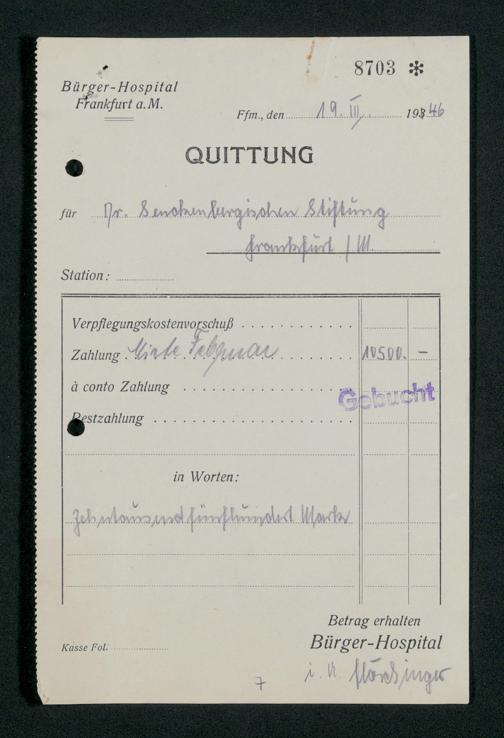 8703 *
Bürger-Hospital
Frankfurt a.M.
Ffm., den 19. III. 1946
QUITTUNG
für Dr. Senckenbergischen Stiftung
Frankfurt / M.
Station:
Verpflegungskostenvorschuß
Zahlung Miete Februar 10500. –
à conto Zahlung
Gebucht
Restzahlung
in Worten:
Zehntausendfünfhundert Mark
Betrag erhalten
Bürger-Hospital
Kasse Fol.
i. A.
7